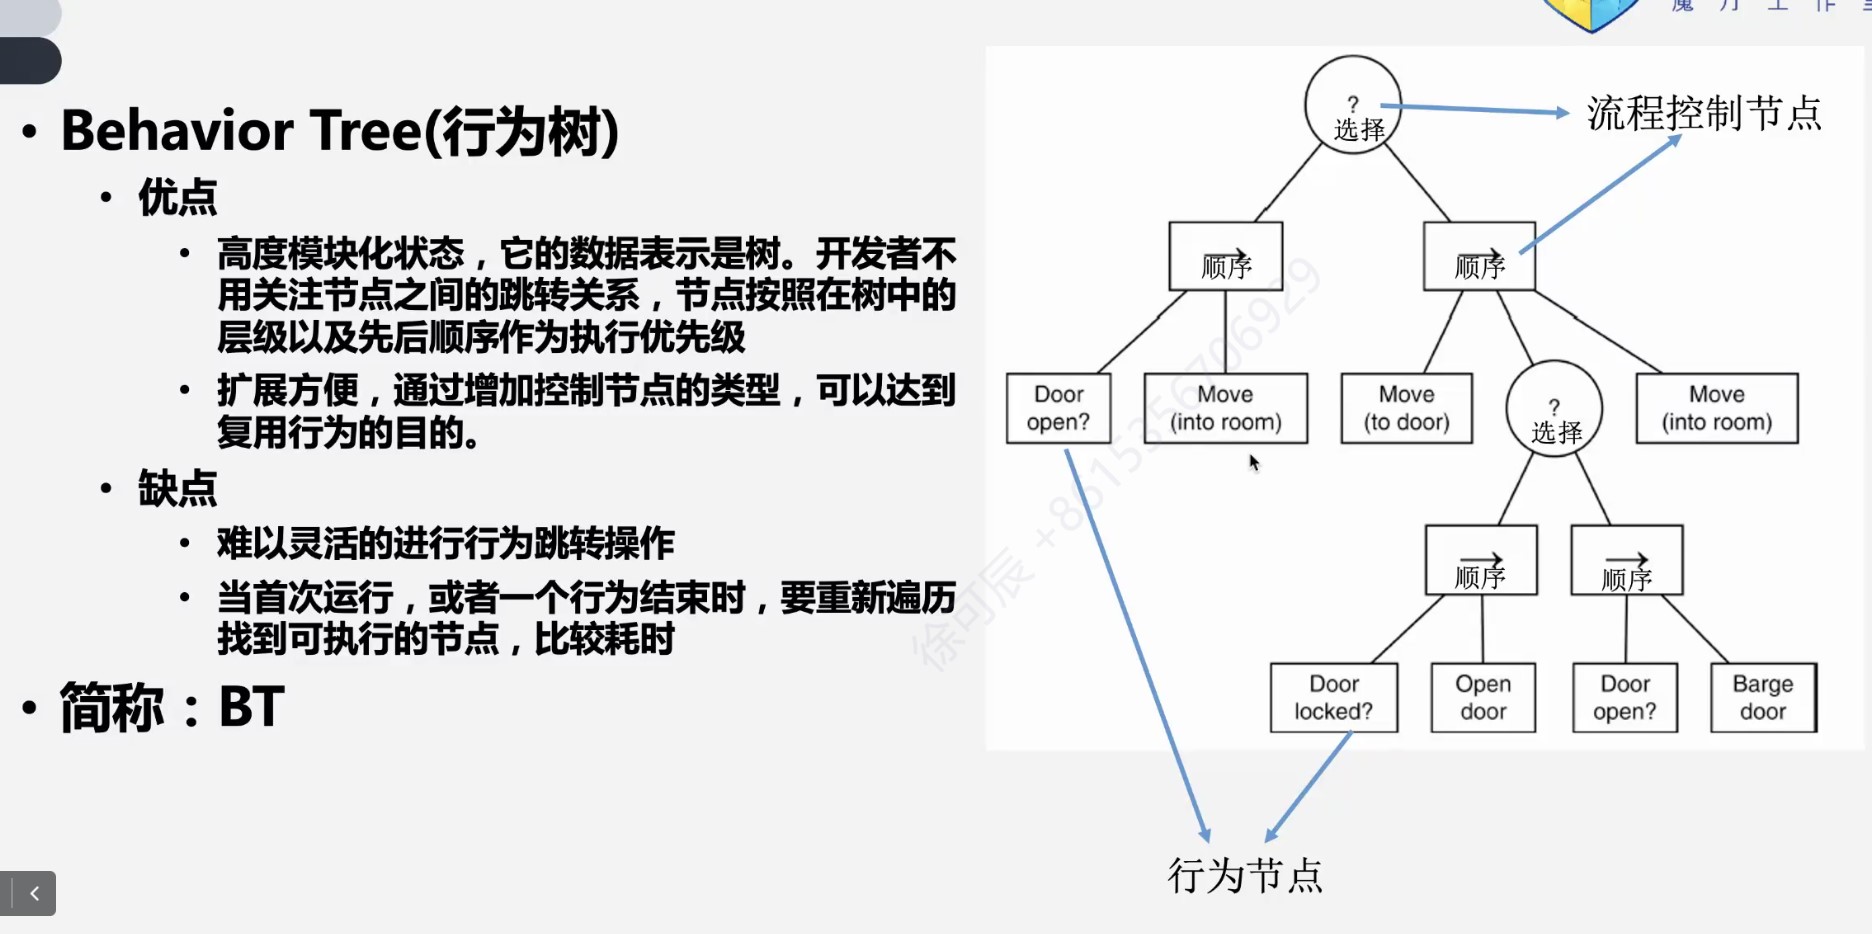 魔方工作室
• Behavior Tree(行为树)
• 优点
• 高度模块化状态，它的数据表示是树。开发者不
用关注节点之间的跳转关系，节点按照在树中的
层级以及先后顺序作为执行优先级
• 扩展方便，通过增加控制节点的类型，可以达到
复用行为的目的。
• 缺点
• 难以灵活的进行行为跳转操作
• 当首次运行，或者一个行为结束时，要重新遍历
找到可执行的节点，比较耗时
• 简称：BT
?
选择
流程控制节点
→
顺序
→
顺序
Door
open?
Move
(into room)
Move
(to door)
?
选择
Move
(into room)
→
顺序
→
顺序
Door
locked?
Open
door
Door
open?
Barge
door
行为节点
徐可辰 +8615356706929